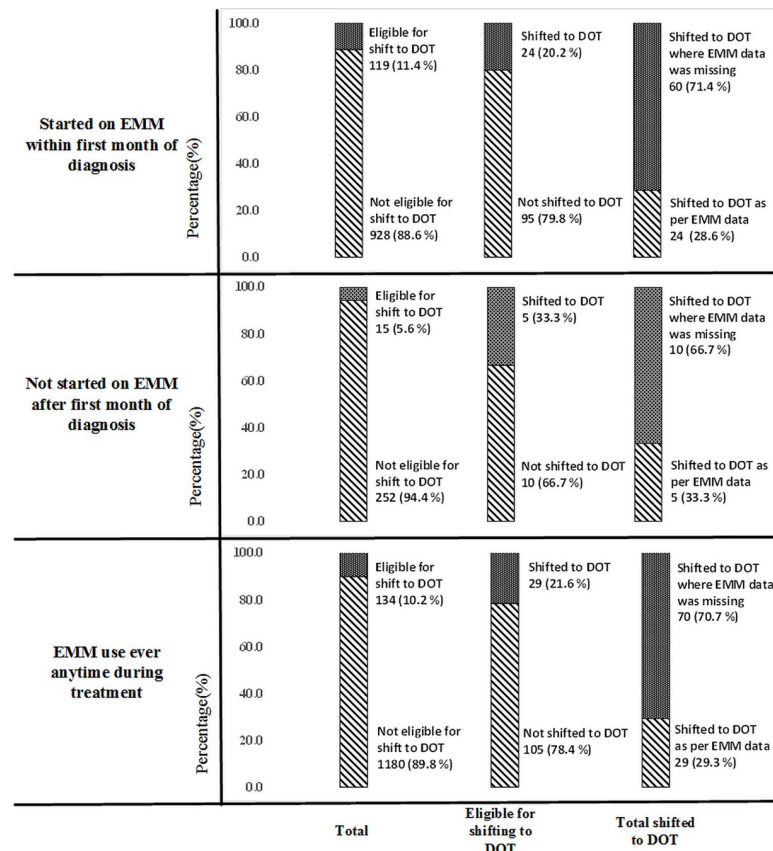 Started on EMM
within first month of
diagnosis
Percentage(%)
100.0
80.0
60.0
40.0
20.0
0.0
Eligible for
shift to DOT
119 (11.4 %)
Not eligible for
shift to DOT
928 (88.6 %)
Shifted to DOT
24 (20.2 %)
Not shifted to DOT
95 (79.8 %)
Shifted to DOT
where EMM data
was missing
60 (71.4 %)
Shifted to DOT as
per EMM data
24 (28.6 %)
Not started on EMM
after first month of
diagnosis
Percentage(%)
100.0
80.0
60.0
40.0
20.0
0.0
Eligible for
shift to DOT
15 (5.6 %)
Not eligible for
shift to DOT
252 (94.4 %)
Shifted to DOT
5 (33.3 %)
Not shifted to DOT
10 (66.7 %)
Shifted to DOT
where EMM data
was missing
10 (66.7 %)
Shifted to DOT as
per EMM data
5 (33.3 %)
EMM use ever
anytime during
treatment
Percentage(%)
100.0
80.0
60.0
40.0
20.0
0.0
Eligible for
shift to DOT
134 (10.2 %)
Not eligible for
shift to DOT
1180 (89.8 %)
Shifted to DOT
29 (21.6 %)
Not shifted to DOT
105 (78.4 %)
Shifted to DOT
where EMM data
was missing
70 (70.7 %)
Shifted to DOT
as per EMM data
29 (29.3 %)
Total
Eligible for
shifting to
DOT
Total shifted
to DOT